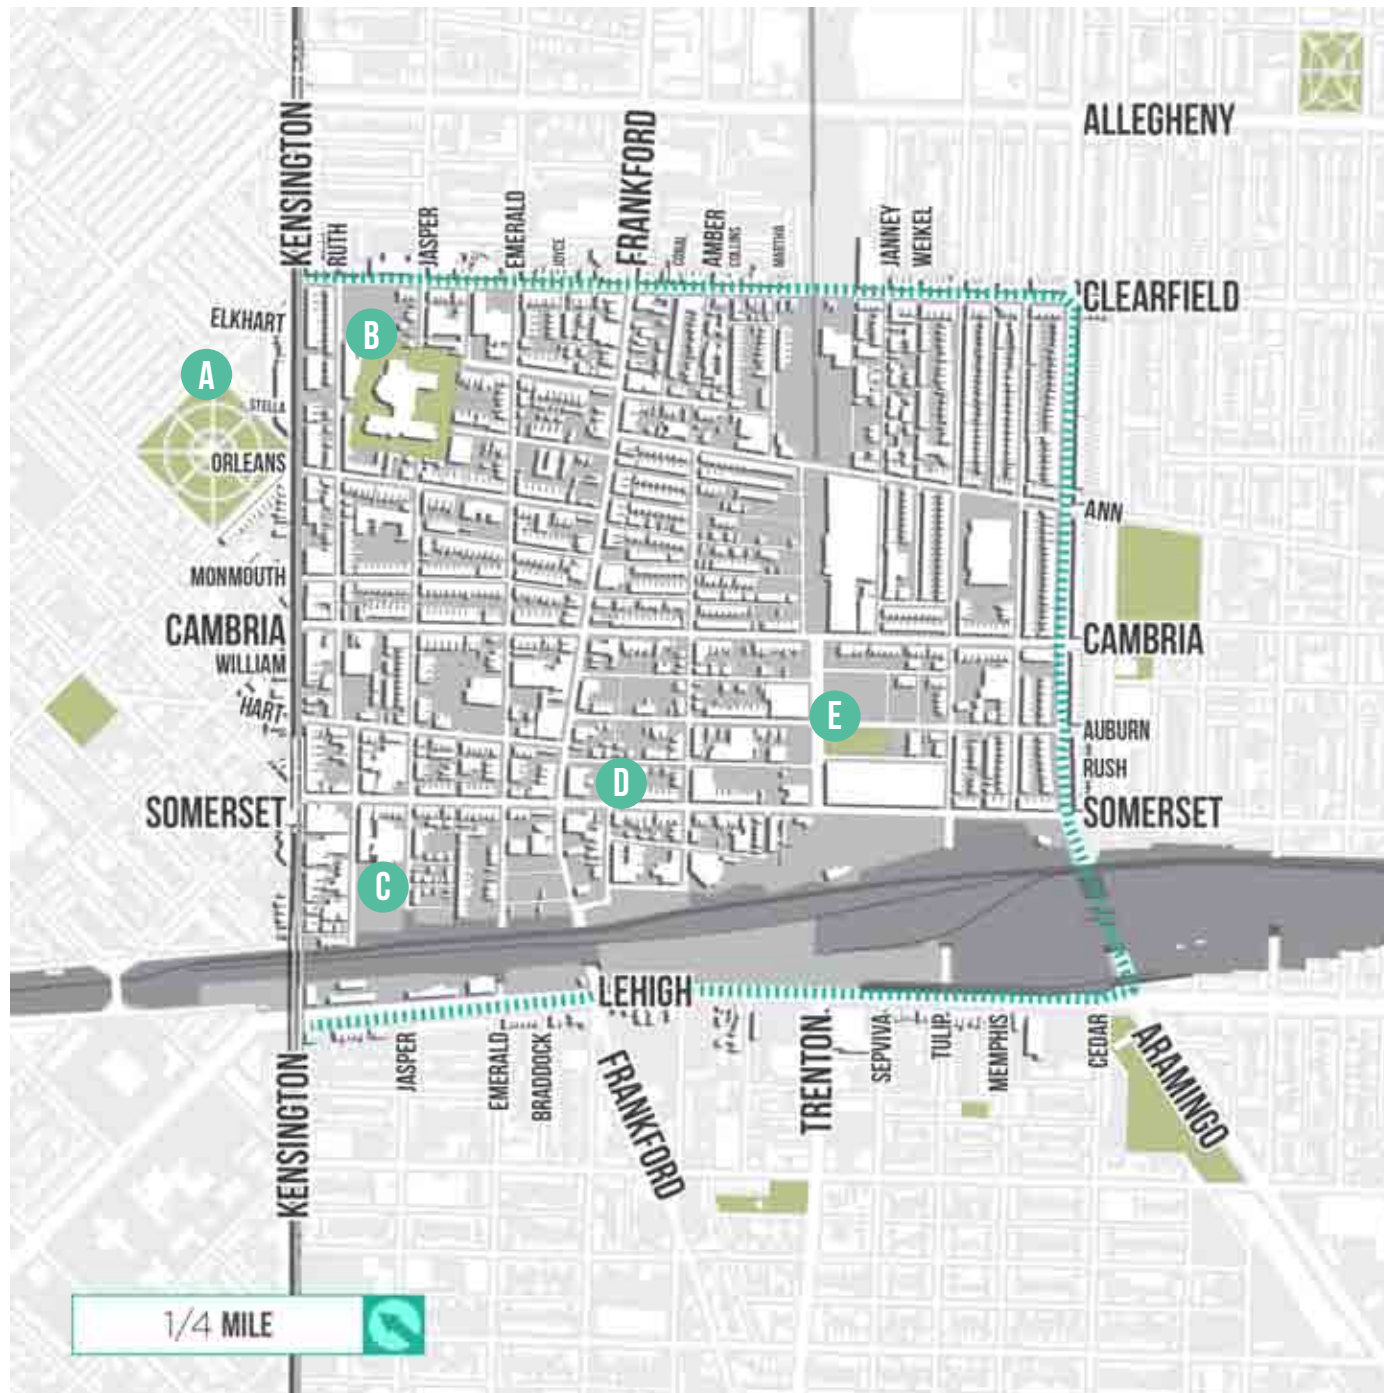 ALLEGHENY
KENSINGTON
RUTH
JASPER
EMERALD
JOYCE
FRANKFORD
CORAL
AMBER
COLLINS
MARTHA
JANNEY
WEIKEL
CLEARFIELD
ELKHART
B
A
STELLA
ORLEANS
ANN
MONMOUTH
CAMBRIA
CAMBRIA
WILLIAM
HART
E
AUBURN
RUSH
D
SOMERSET
SOMERSET
C
LEHIGH
KENSINGTON
JASPER
EMERALD
BRADDOCK
FRANKFORD
TRENTON
SEPVIVA
TULIP
MEMPHIS
CEDAR
ARAMINGO
1/4 MILE